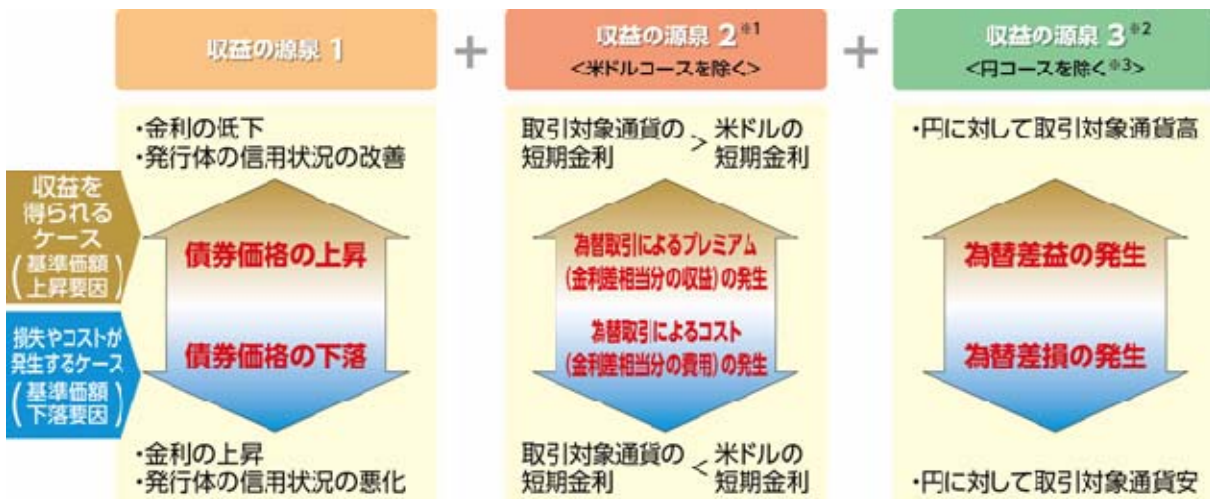 収益の源泉 1
+
収益の源泉 2※1
<米ドルコースを除く>
+
収益の源泉 3※2
<円コースを除く※3>
・金利の低下
・発行体の信用状況の改善
取引対象通貨の短期金利 > 米ドルの短期金利
・円に対して取引対象通貨高
収益を
得られる
ケース
(基準価額
上昇要因)
債券価格の上昇
為替取引によるプレミアム
(金利差相当分の収益)の発生
為替差益の発生
損失やコストが
発生するケース
(基準価額
下落要因)
債券価格の下落
為替取引によるコスト
(金利差相当分の費用)の発生
為替差損の発生
・金利の上昇
・発行体の信用状況の悪化
取引対象通貨の短期金利 < 米ドルの短期金利
・円に対して取引対象通貨安